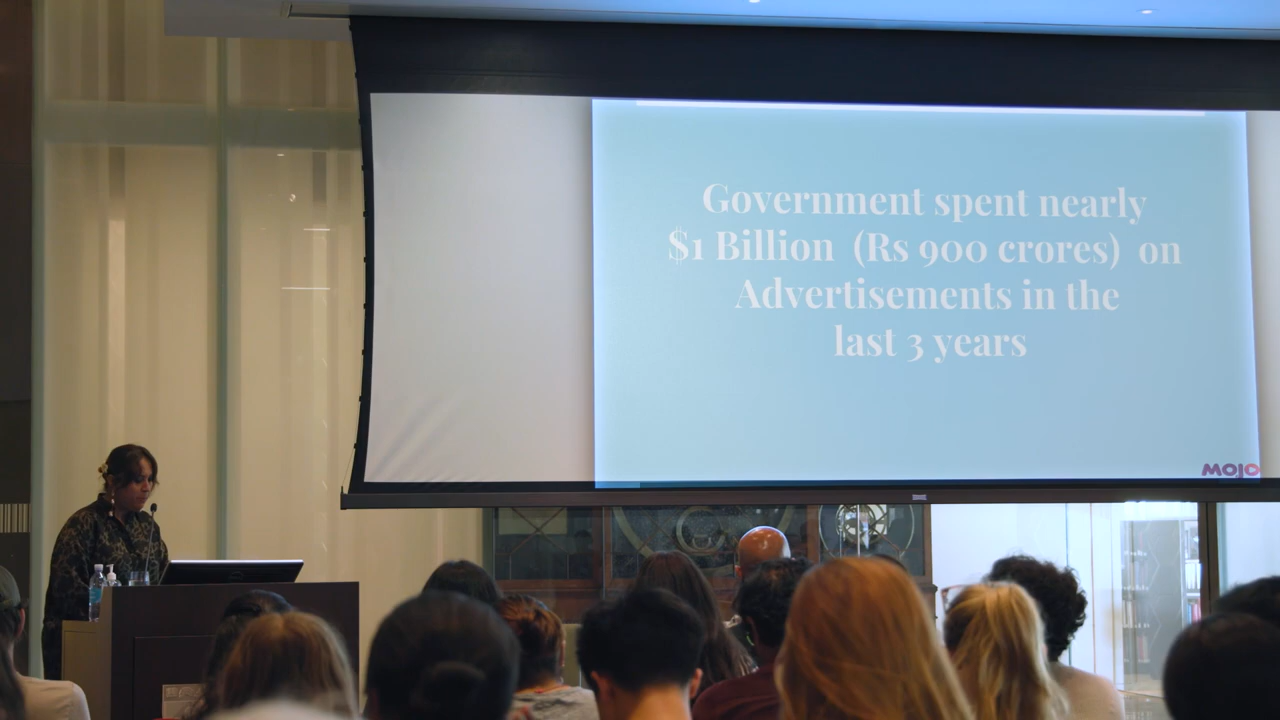 Government spent nearly
$1 Billion (Rs 900 crores) on
Advertisements in the
last 3 years
MOJO